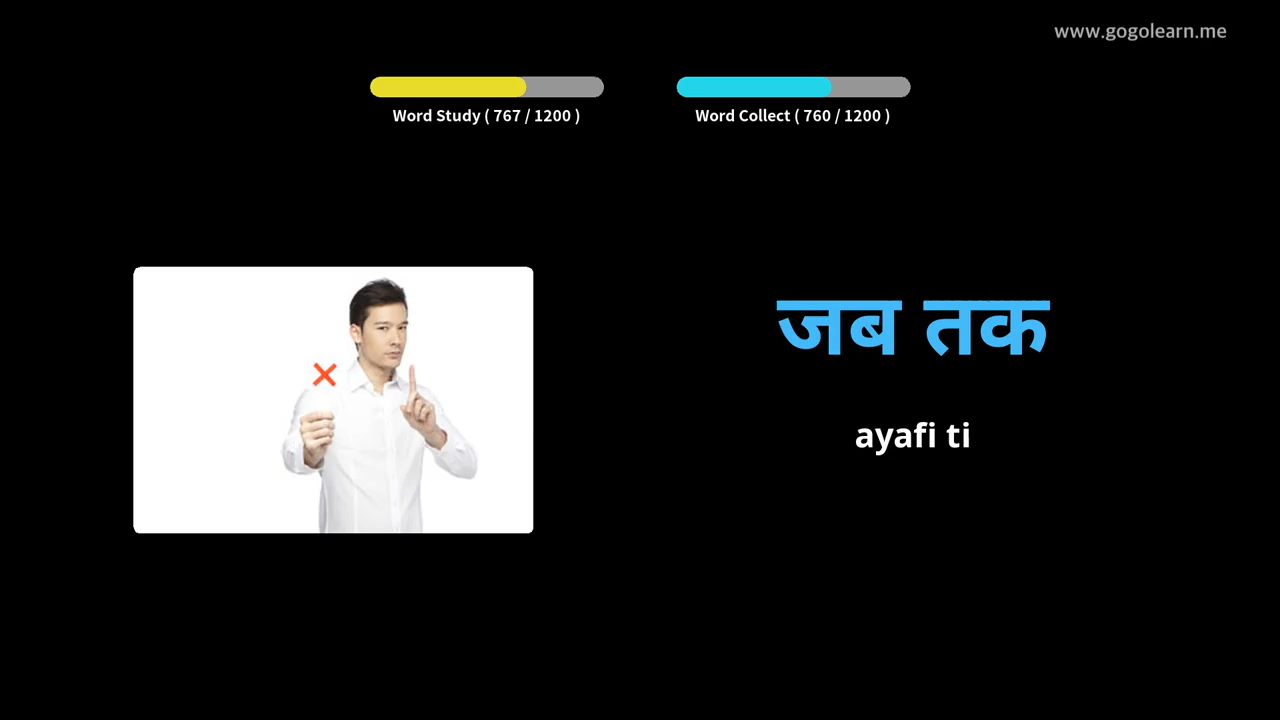 www.gogolearn.me
Word Study ( 767 / 1200 )
Word Collect ( 760 / 1200 )
जब तक
ayafi ti